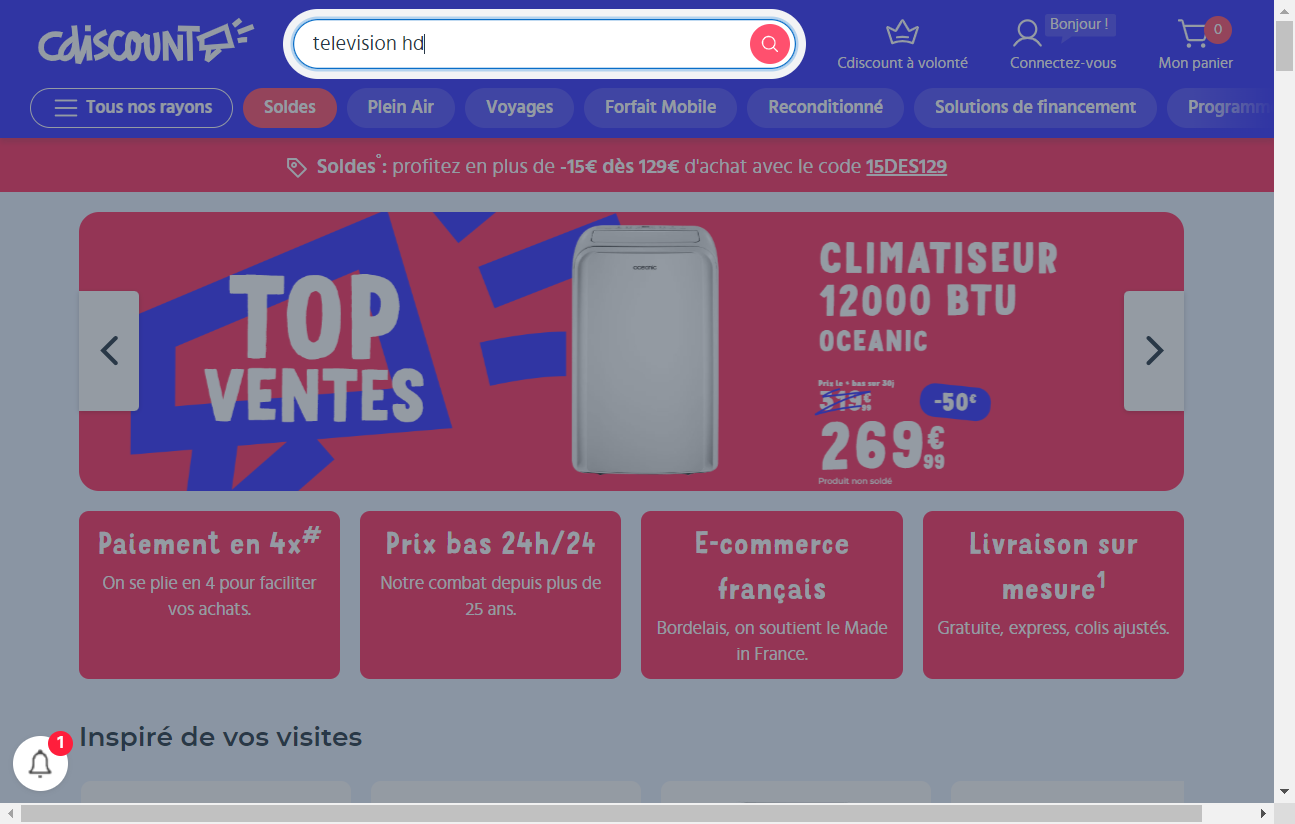 Cdiscount
television hd
Bonjour !
0
Cdiscount à volonté
Connectez-vous
Mon panier
Tous nos rayons
Soldes
Plein Air
Voyages
Forfait Mobile
Reconditionné
Solutions de financement
Programm
Soldes° : profitez en plus de -15€ dès 129€ d'achat avec le code 15DES129
TOP
VENTES
oceanic
CLIMATISEUR
12000 BTU
OCEANIC
Prix le + bas sur 30j
-50€
269€99
Produit non soldé
Paiement en 4x#
On se plie en 4 pour faciliter
vos achats.
Prix bas 24h/24
Notre combat depuis plus de
25 ans.
E-commerce
français
Bordelais, on soutient le Made
in France.
Livraison sur
mesure1
Gratuite, express, colis ajustés.
Inspiré de vos visites
1